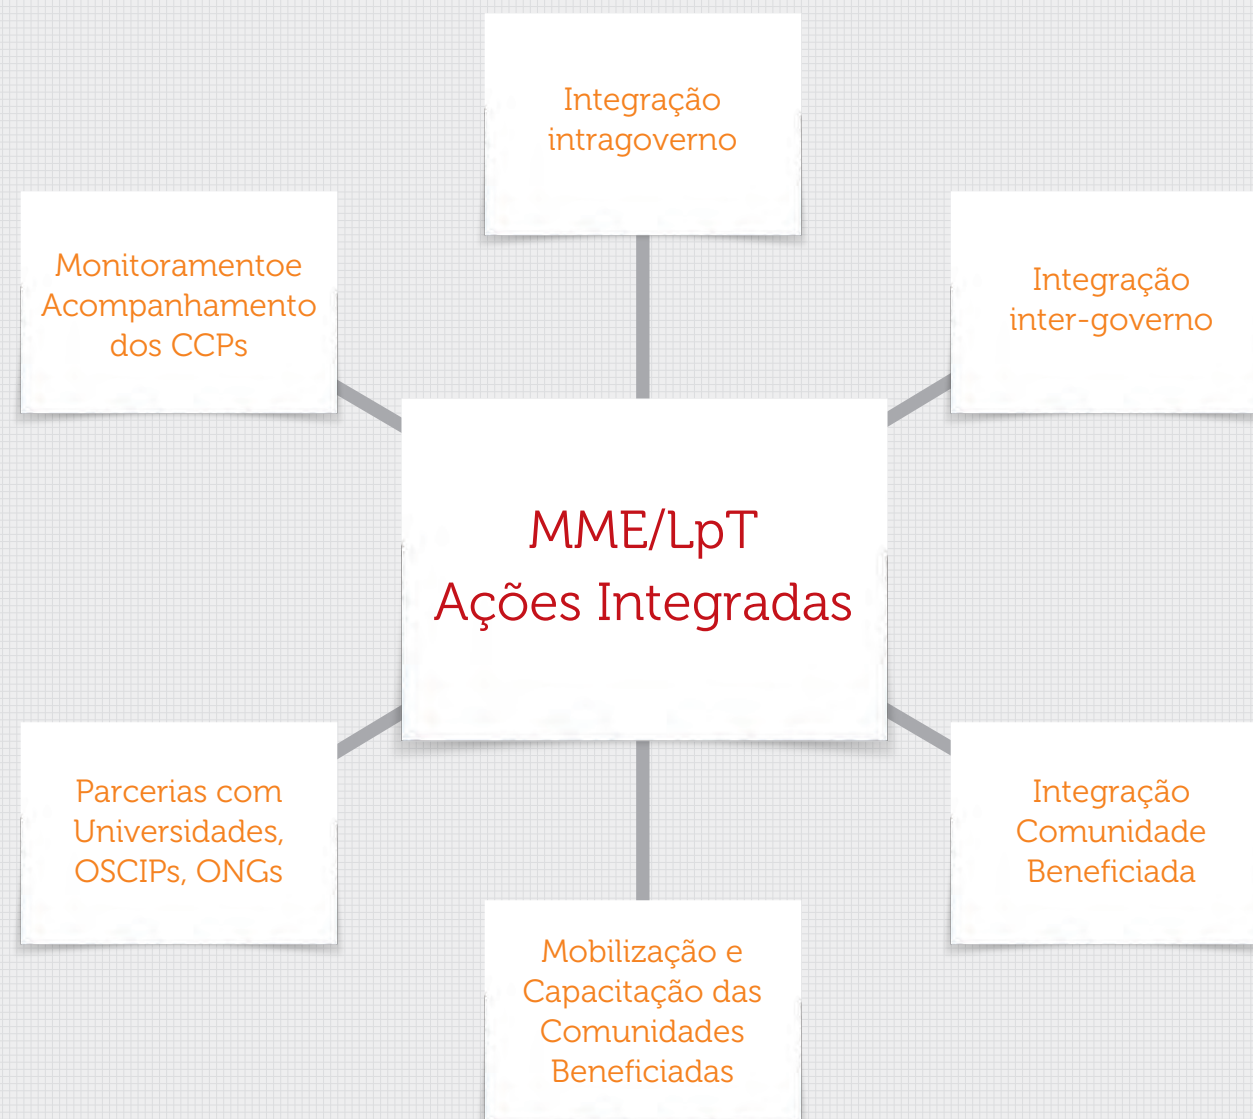 Integração
intragoverno
Monitoramentoe
Acompanhamento
dos CCPs
Integração
inter-governo
MME/LpT
Ações Integradas
Parcerias com
Universidades,
OSCIPs, ONGs
Integração
Comunidade
Beneficiada
Mobilização e
Capacitação das
Comunidades
Beneficiadas